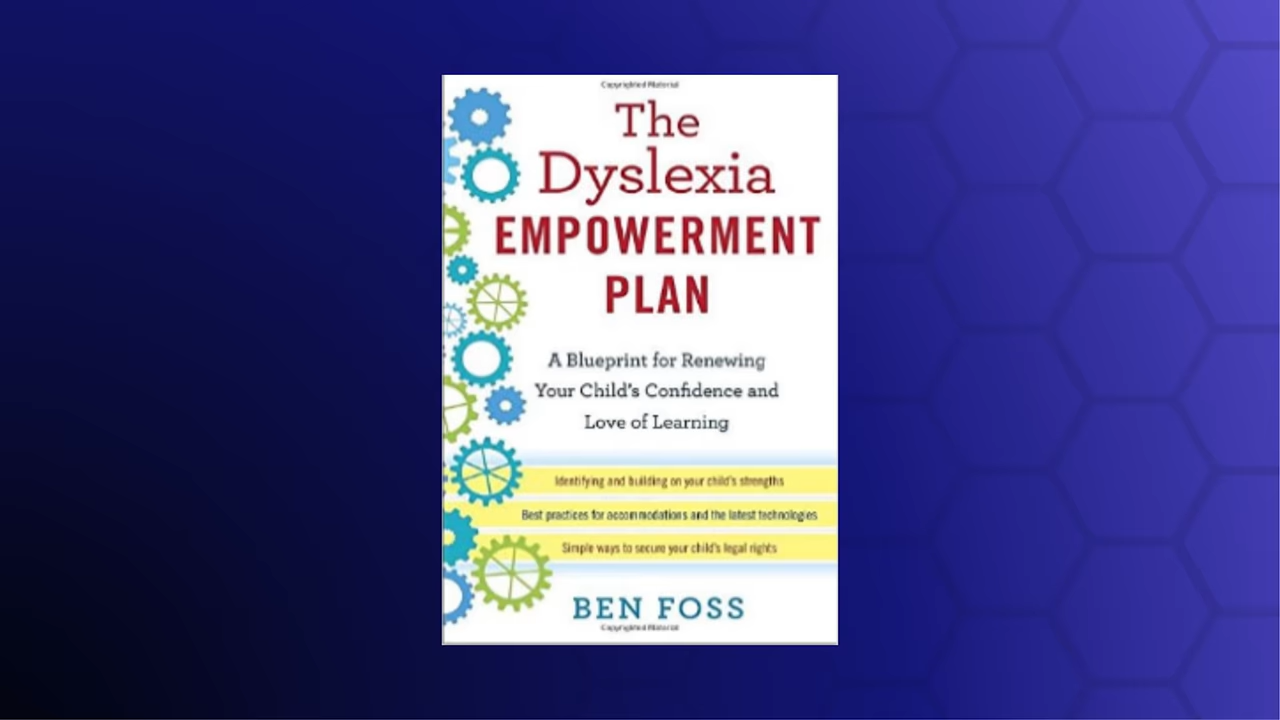 Copyrighted Material
The
Dyslexia
EMPOWERMENT
PLAN
A Blueprint for Renewing
Your Child's Confidence and
Love of Learning
Identifying and building on your child's strengths
Best practices for accommodations and the latest technologies
Simple ways to secure your child's legal rights
BEN FOSS
Copyrighted Material